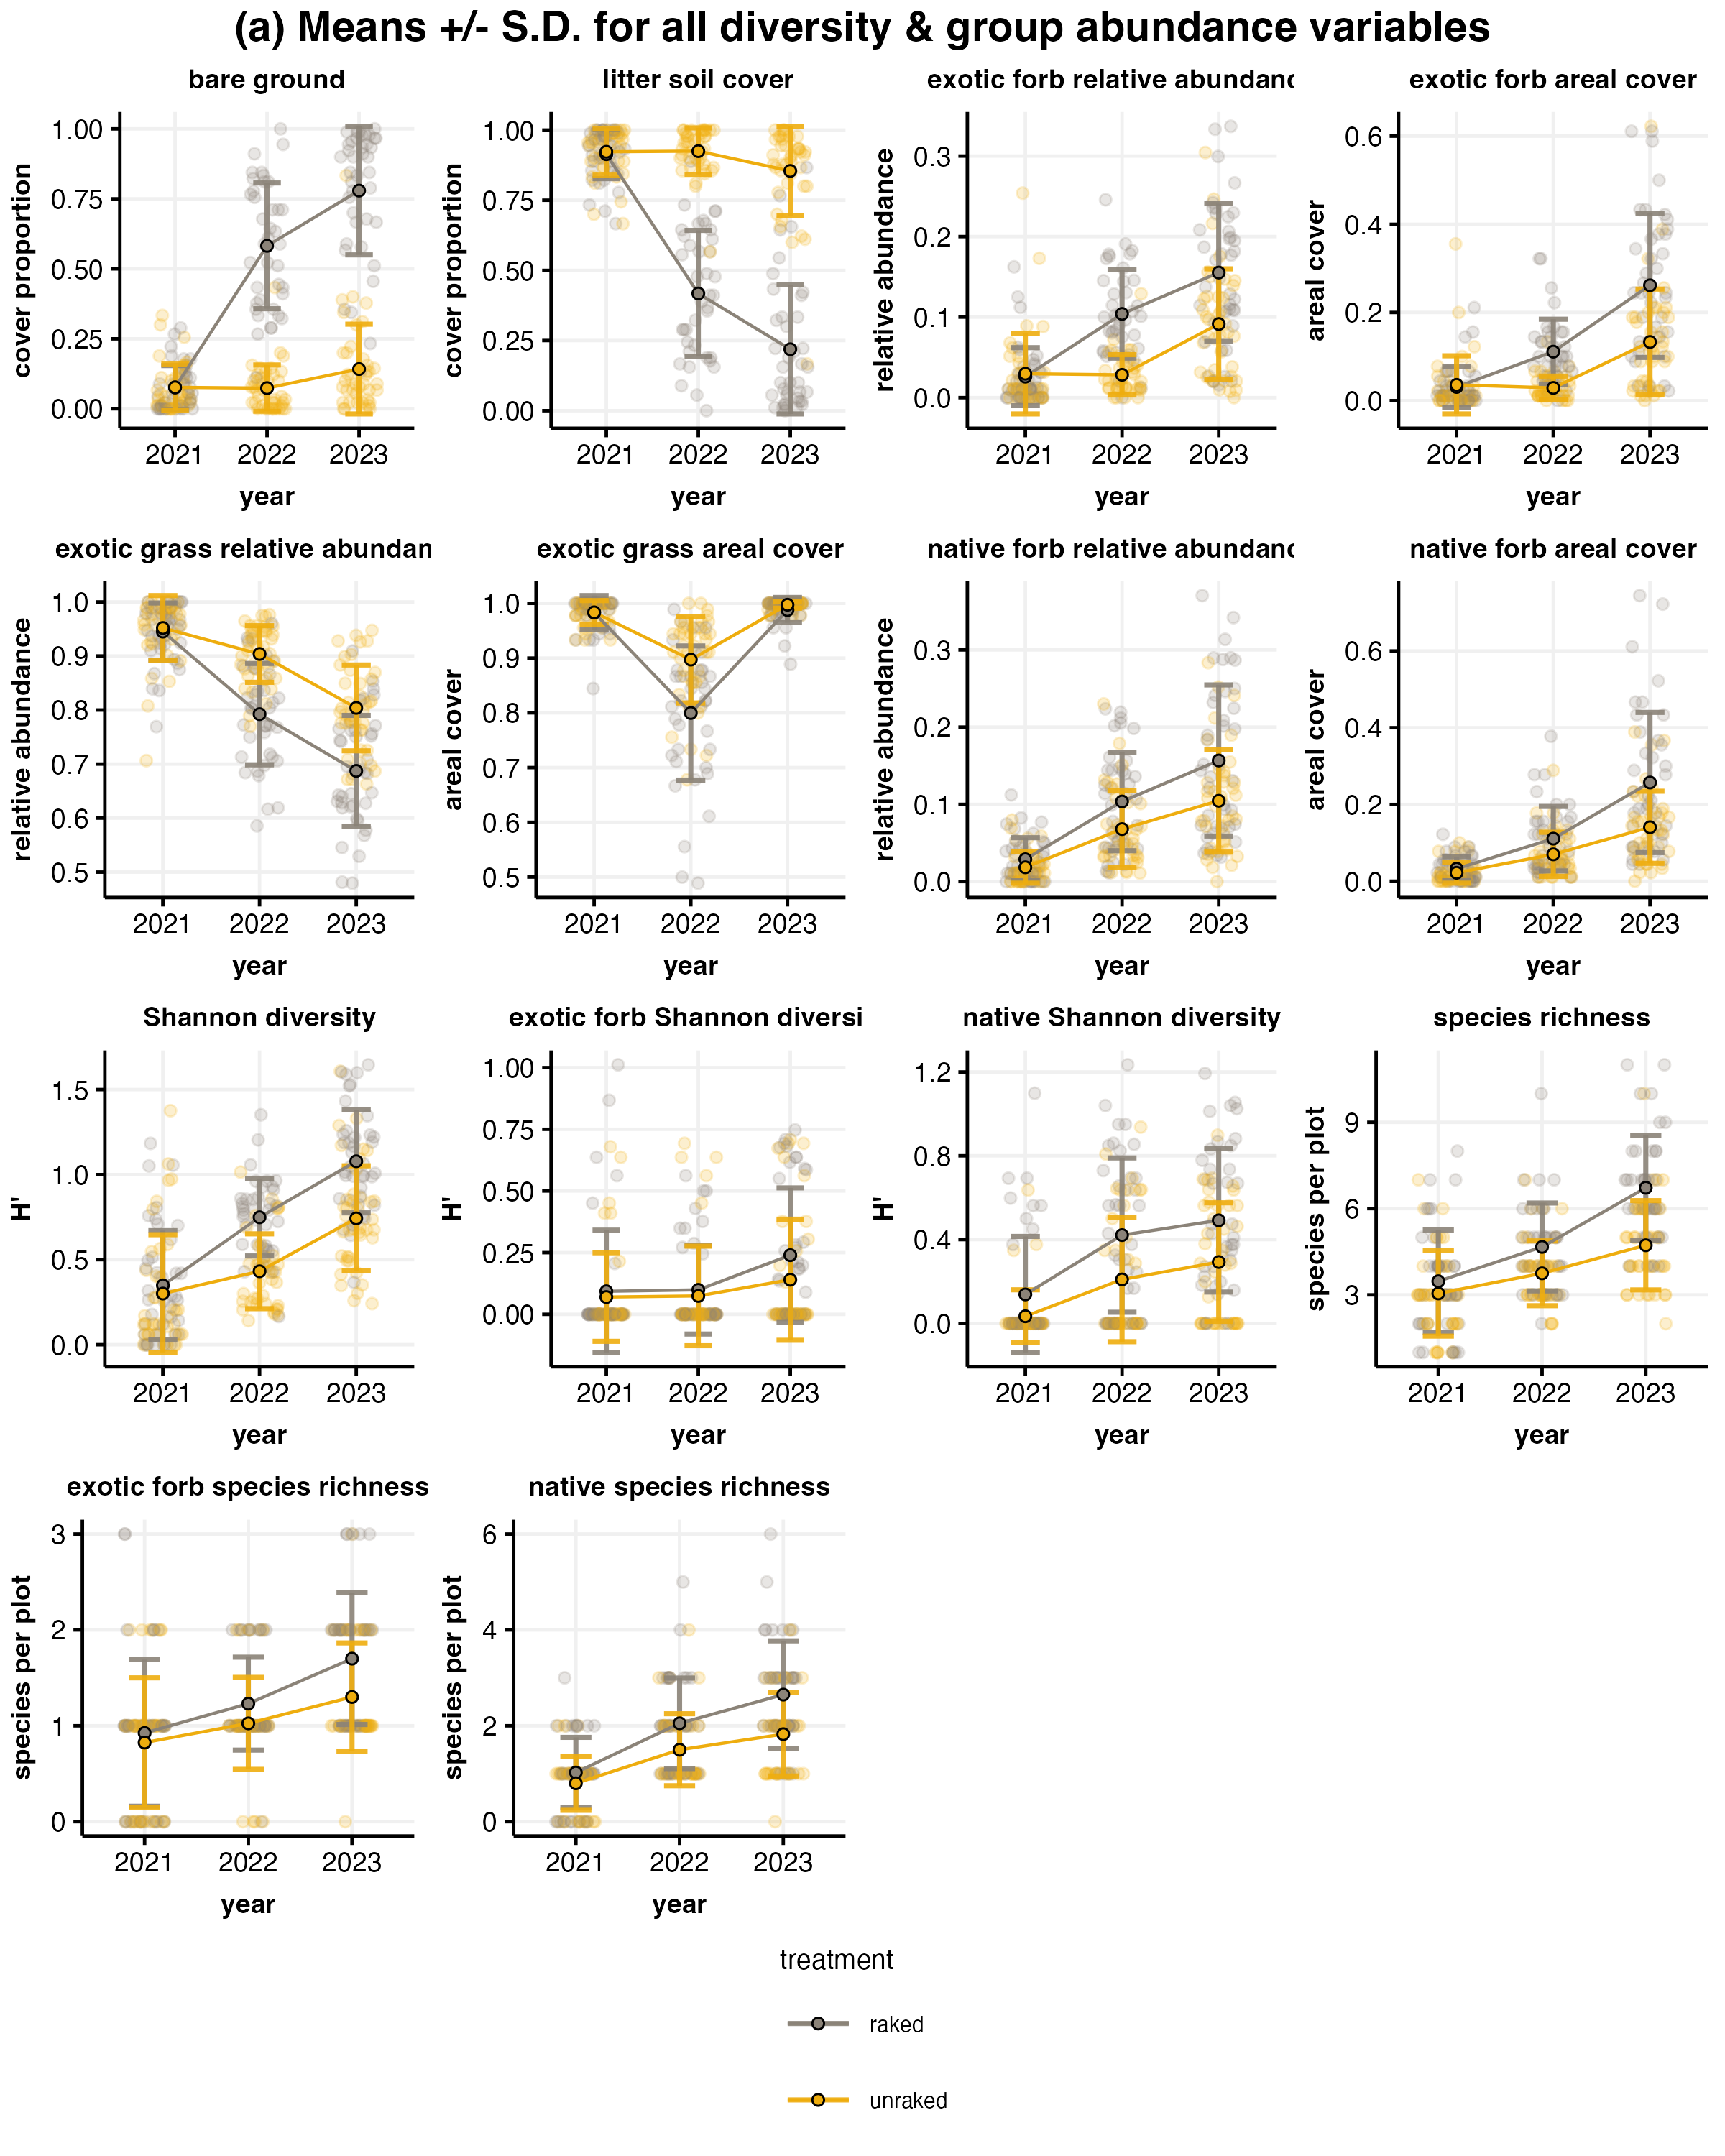 (a) Means +/- S.D. for all diversity & group abundance variables
bare ground
litter soil cover
exotic forb relative abundanc
exotic forb areal cover
cover proportion
1.00
0.75
0.50
0.25
0.00
2021 2022 2023
year
cover proportion
1.00
0.75
0.50
0.25
0.00
2021 2022 2023
year
relative abundance
0.3
0.2
0.1
0.0
2021 2022 2023
year
areal cover
0.6
0.4
0.2
0.0
2021 2022 2023
year
exotic grass relative abundan
exotic grass areal cover
native forb relative abundanc
native forb areal cover
relative abundance
1.0
0.9
0.8
0.7
0.6
0.5
2021 2022 2023
year
areal cover
1.0
0.9
0.8
0.7
0.6
0.5
2021 2022 2023
year
relative abundance
0.3
0.2
0.1
0.0
2021 2022 2023
year
areal cover
0.6
0.4
0.2
0.0
2021 2022 2023
year
Shannon diversity
exotic forb Shannon diversi
native Shannon diversity
species richness
H'
1.5
1.0
0.5
0.0
2021 2022 2023
year
H'
1.00
0.75
0.50
0.25
0.00
2021 2022 2023
year
H'
1.2
0.8
0.4
0.0
2021 2022 2023
year
species per plot
9
6
3
2021 2022 2023
year
exotic forb species richness
native species richness
species per plot
3
2
1
0
2021 2022 2023
year
species per plot
6
4
2
0
2021 2022 2023
year
treatment
raked
unraked